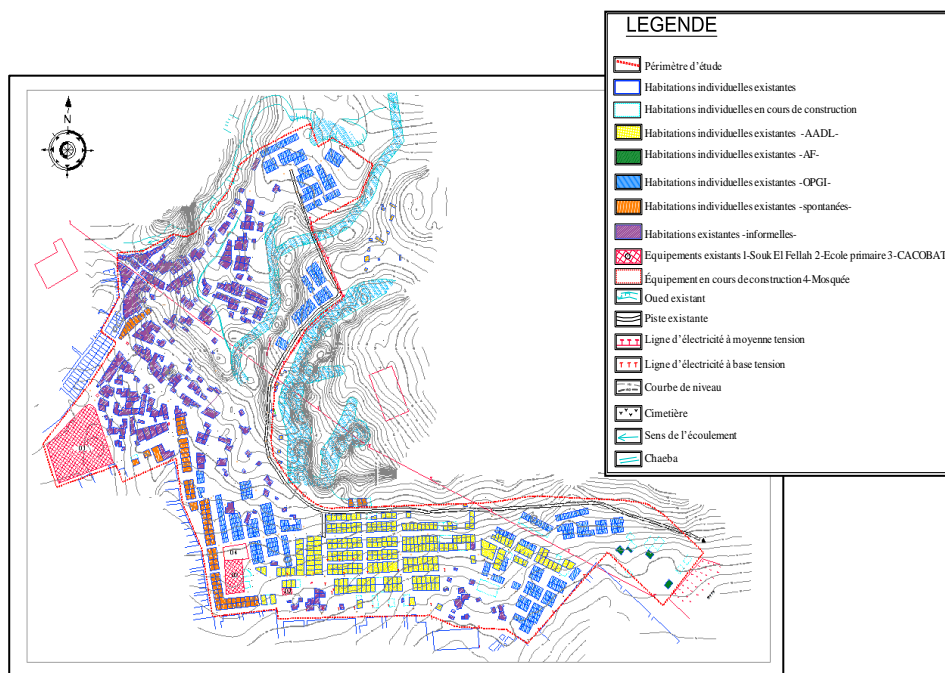 LEGENDE
Périmètre d'étude
Habitations individuelles existantes
Habitations individuelles en cours de construction
Habitations individuelles existantes -AADL-
Habitations individuelles existantes -AF-
Habitations individuelles existantes -OPGI-
Habitations individuelles existantes -spontanées-
Habitations existantes -informelles-
Equipements existants 1-Souk El Fellah 2-Ecole primaire 3-CACOBAT
Équipement en cours de construction 4-Mosquée
Oued existant
Piste existante
Ligne d'électricité à moyenne tension
Ligne d'électricité à base tension
Courbe de niveau
Cimetière
Sens de l'écoulement
Chaeba
N